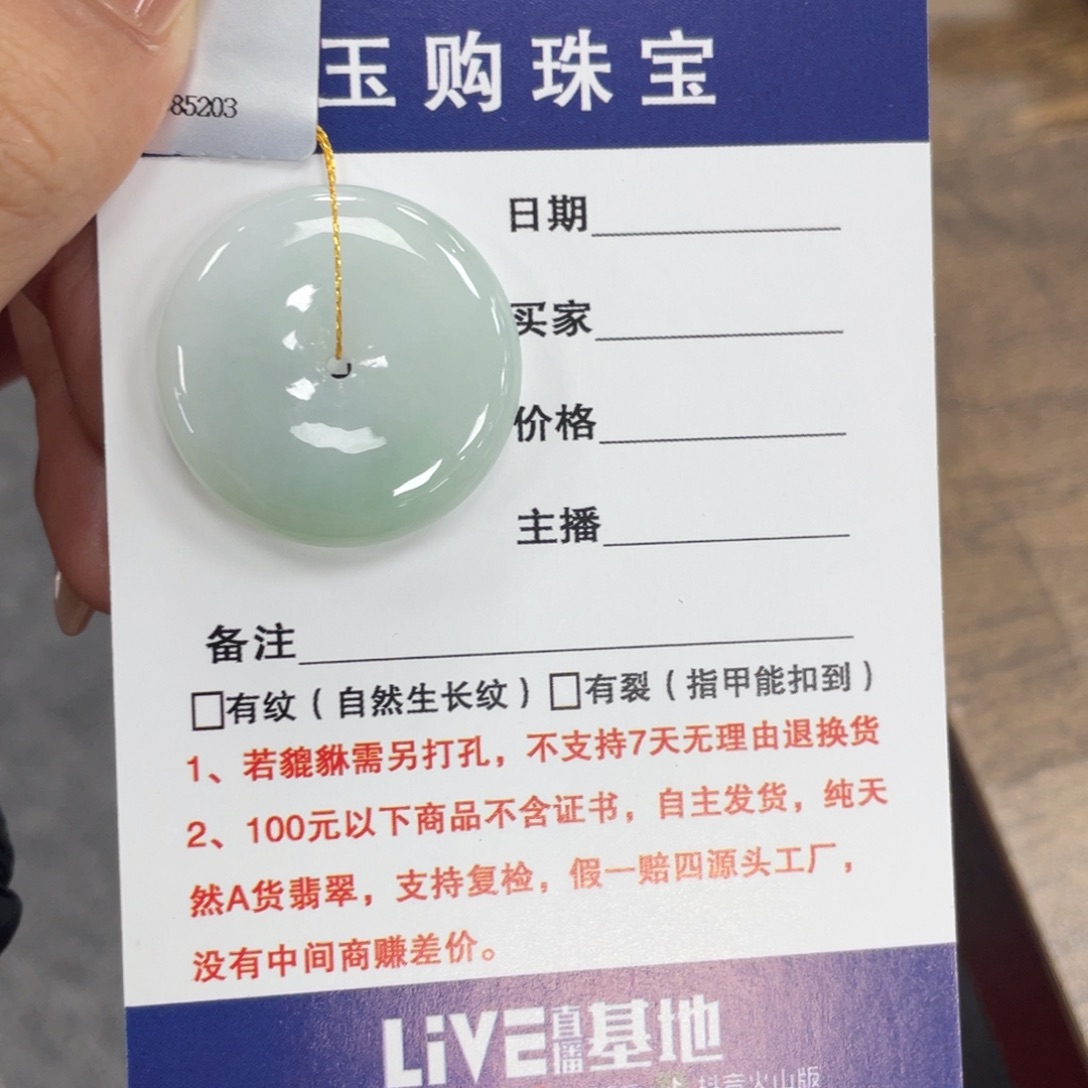 玉购珠宝
85203
日期
买家
价格
主播
备注
□有纹（自然生长纹）□有裂（指甲能扣到）
1、若貔貅需另打孔，不支持7天无理由退换货
2、100元以下商品不含证书，自主发货，纯天
然A货翡翠，支持复检，假一赔四源头工厂，
没有中间商赚差价。
LiVE直播基地
抖音火山版